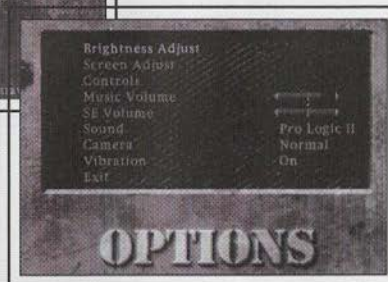 Brightness Adjust
Screen Adjust
Controls
Music Volume
SE Volume
Sound Pro Logic II
Camera Normal
Vibration On
Exit
OPTIONS